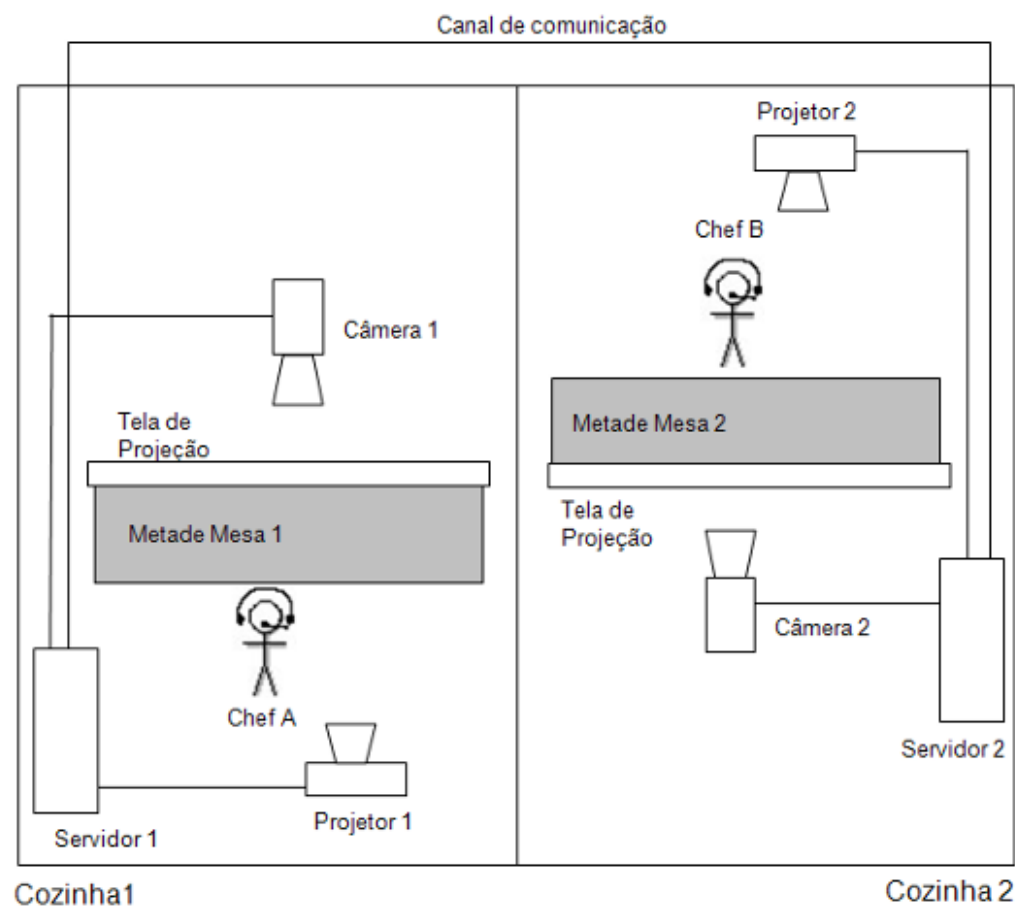 Canal de comunicação
Projetor 2
Chef B
Câmera 1
Tela de
Projeção
Metade Mesa 2
Metade Mesa 1
Tela de
Projeção
Câmera 2
Chef A
Servidor 2
Projetor 1
Servidor 1
Cozinha1
Cozinha 2